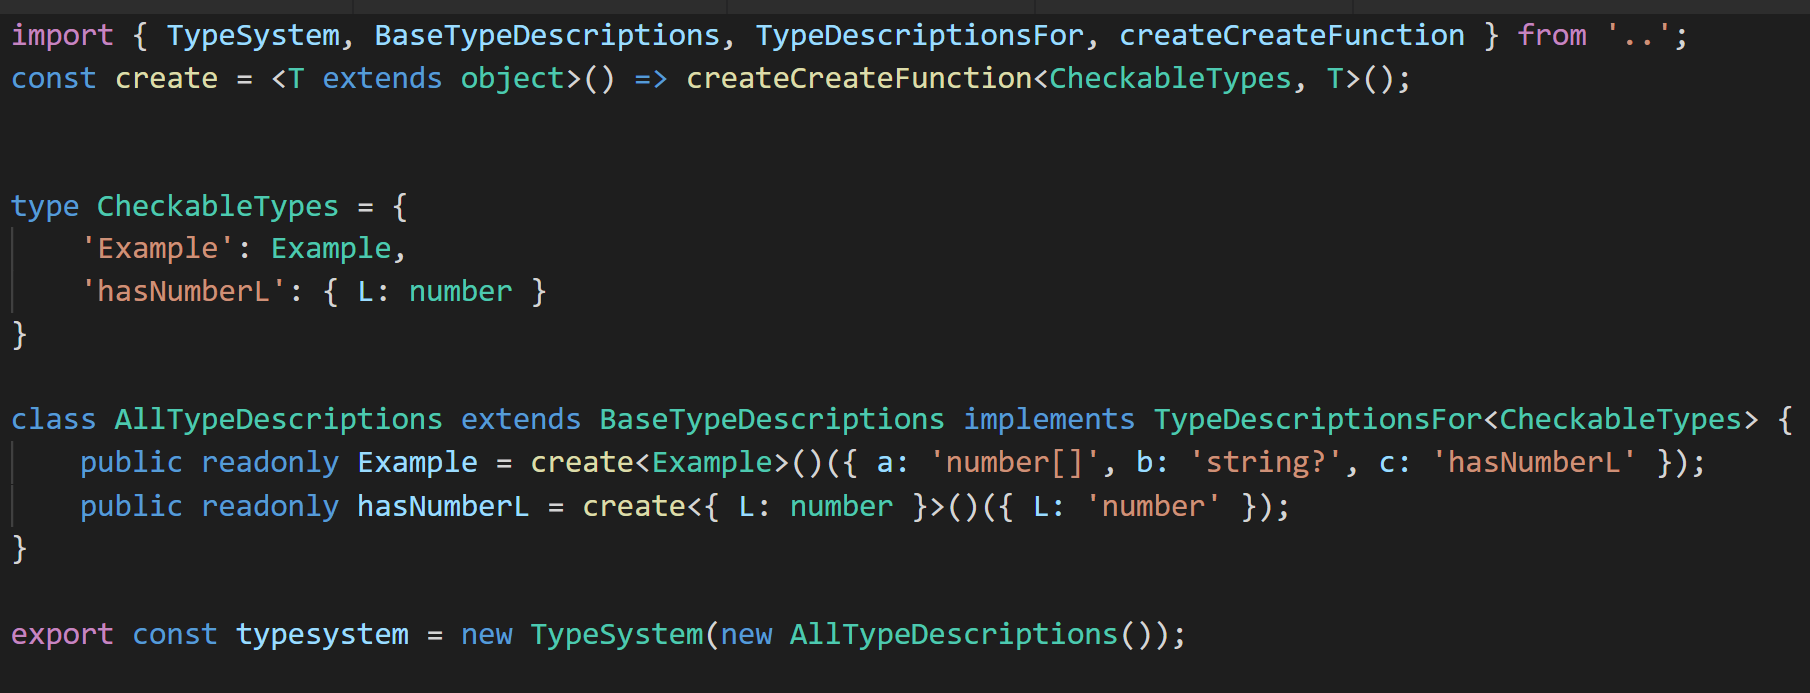 import { TypeSystem, BaseTypeDescriptions, TypeDescriptionsFor, createCreateFunction } from '..';
const create = <T extends object>() => createCreateFunction<CheckableTypes, T>();
type CheckableTypes = {
    'Example': Example,
    'hasNumberL': { L: number }
}
class AllTypeDescriptions extends BaseTypeDescriptions implements TypeDescriptionsFor<CheckableTypes> {
    public readonly Example = create<Example>()({ a: 'number[]', b: 'string?', c: 'hasNumberL' });
    public readonly hasNumberL = create<{ L: number }>()({ L: 'number' });
}
export const typesystem = new TypeSystem(new AllTypeDescriptions());